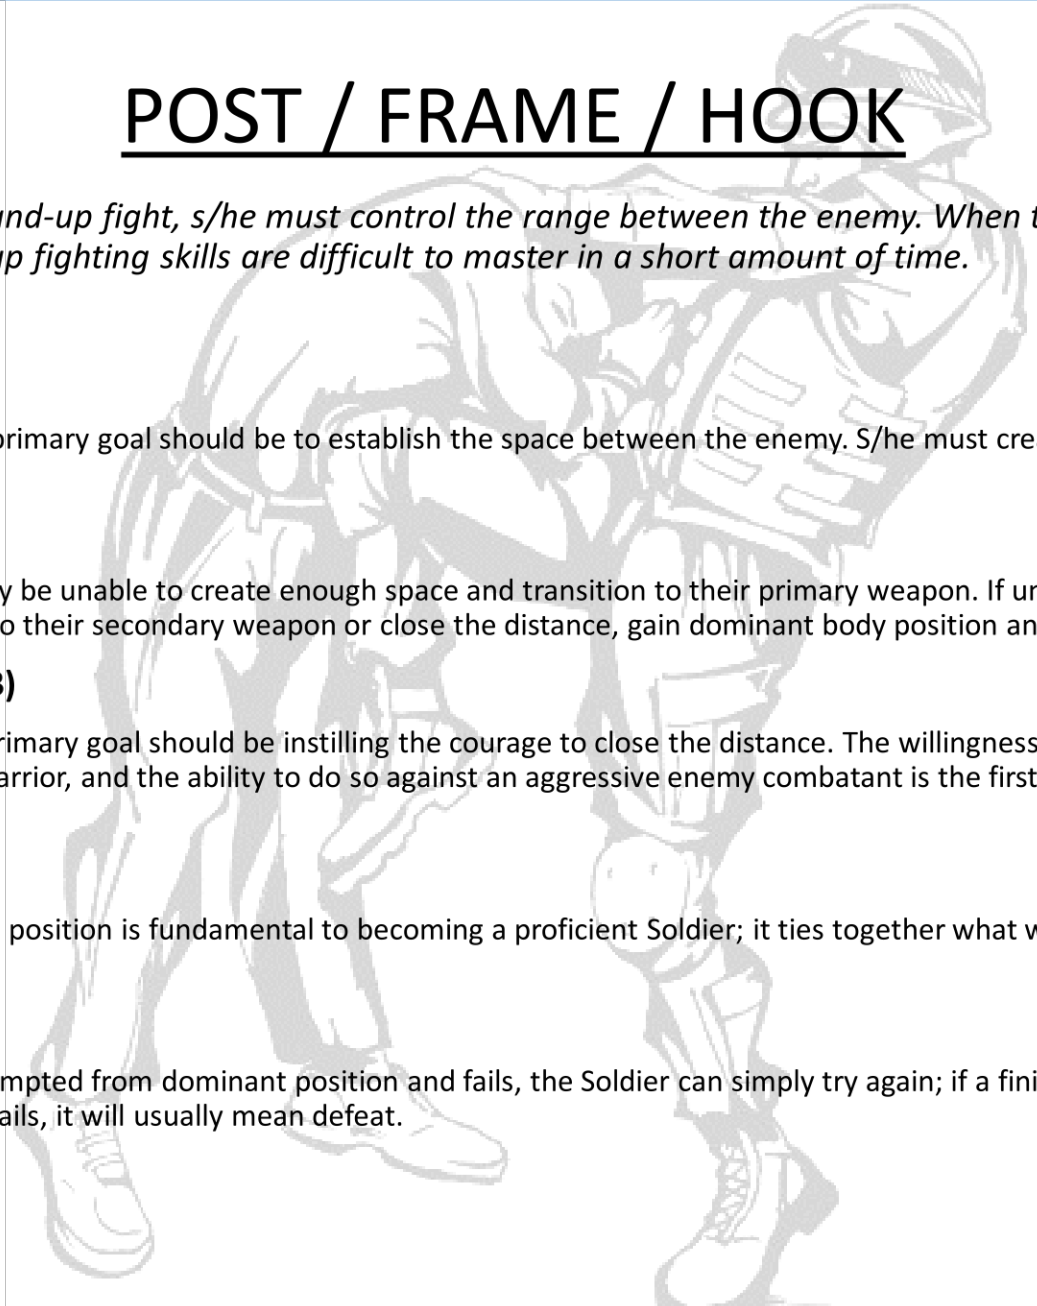 POST / FRAME / HOOK
nd-up fight, s/he must control the range between the enemy. When t
p fighting skills are difficult to master in a short amount of time.
primary goal should be to establish the space between the enemy. S/he must cre
y be unable to create enough space and transition to their primary weapon. If un
o their secondary weapon or close the distance, gain dominant body position an
)
rimary goal should be instilling the courage to close the distance. The willingness
arrior, and the ability to do so against an aggressive enemy combatant is the first
position is fundamental to becoming a proficient Soldier; it ties together what w
mpted from dominant position and fails, the Soldier can simply try again; if a fini
ails, it will usually mean defeat.